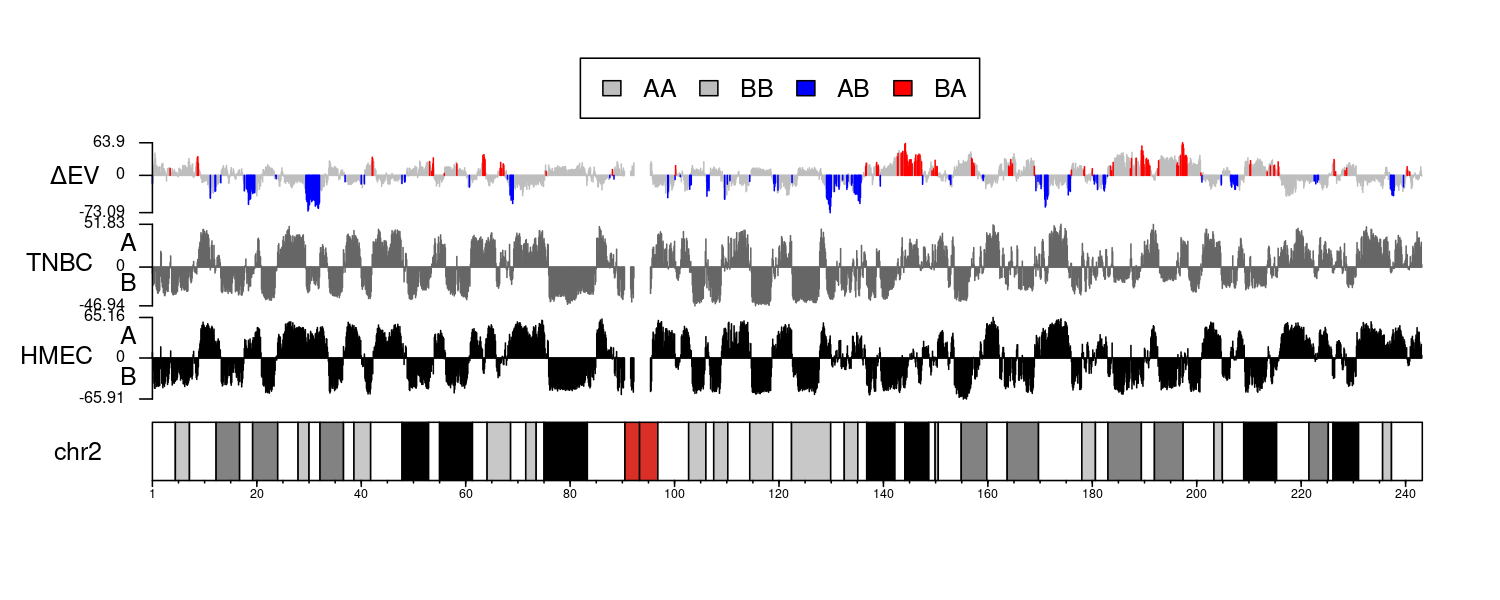 AA BB AB BA
63.9
ΔEV 0
-73.09
51.83
A
TNBC 0
B
-46.94
65.16
A
HMEC 0
B
-65.91
chr2
1 20 40 60 80 100 120 140 160 180 200 220 240